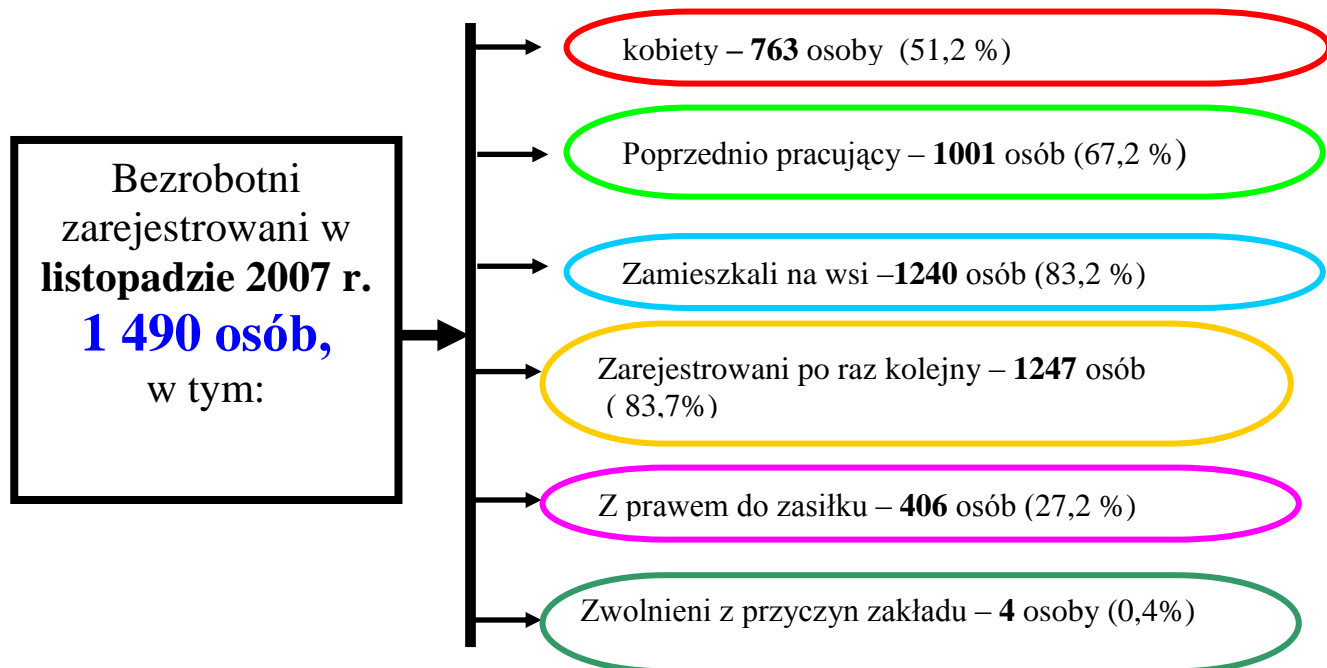 Bezrobotni
zarejestrowani w
listopadzie 2007 r.
1 490 osób,
w tym:
kobiety – 763 osoby (51,2 %)
Poprzednio pracujący – 1001 osób (67,2 %)
Zamieszkali na wsi –1240 osób (83,2 %)
Zarejestrowani po raz kolejny – 1247 osób
( 83,7%)
Z prawem do zasiłku – 406 osób (27,2 %)
Zwolnieni z przyczyn zakładu – 4 osoby (0,4%)